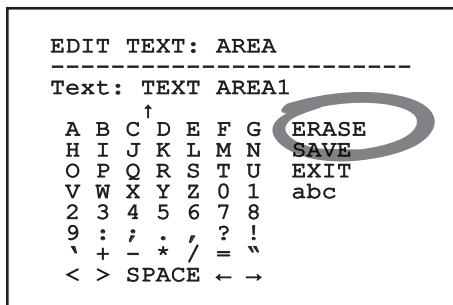 EDIT TEXT: AREA
------------------------
Text: TEXT AREA1
↑
A B C D E F G ERASE
H I J K L M N SAVE
O P Q R S T U EXIT
V W X Y Z 0 1 abc
2 3 4 5 6 7 8
9 : ; . , ? !
‵ + - * / = ‶
< > SPACE ← →